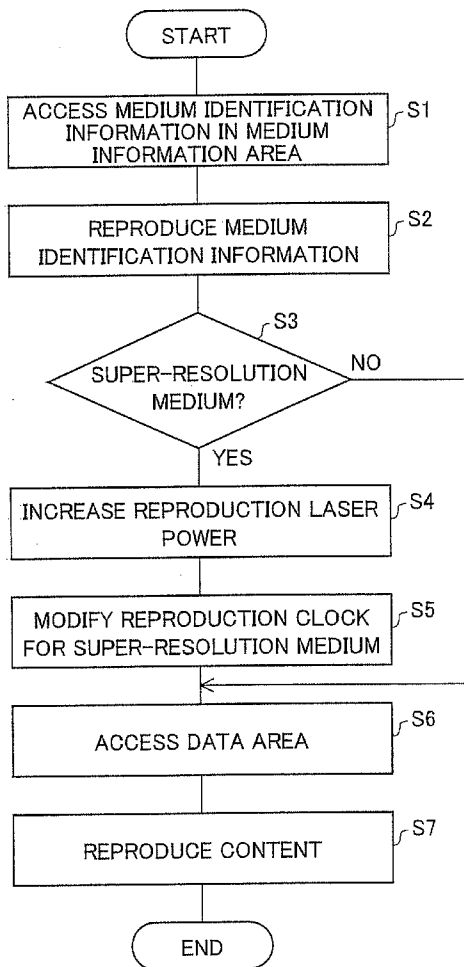 START
ACCESS MEDIUM IDENTIFICATION
INFORMATION IN MEDIUM
INFORMATION AREA
S1
REPRODUCE MEDIUM
IDENTIFICATION INFORMATION
S2
S3
SUPER-RESOLUTION
MEDIUM?
NO
YES
INCREASE REPRODUCTION LASER
POWER
S4
MODIFY REPRODUCTION CLOCK
FOR SUPER-RESOLUTION MEDIUM
S5
ACCESS DATA AREA
S6
REPRODUCE CONTENT
S7
END